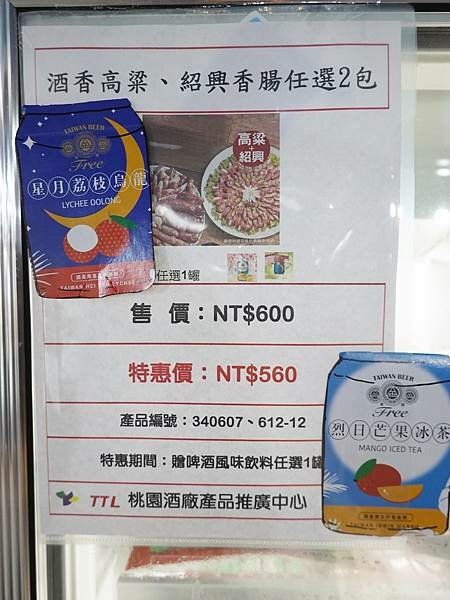 酒香高粱、紹興香腸任選2包
TAIWAN BEER
Free
星月荔枝烏龍
LYCHEE OOLONG
高粱
+
紹興
任選1罐
售 價：NT$600
特惠價：NT$560
產品編號：340607、612-12
特惠期間：贈啤酒風味飲料任選1罐
TTL 桃園酒廠產品推廣中心
TAIWAN BEER
Free
烈日芒果冰茶
MANGO ICED TEA